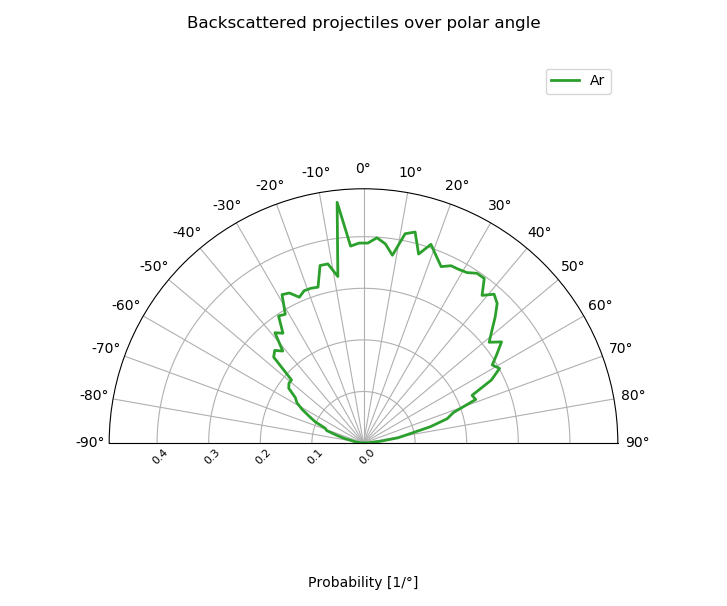 Backscattered projectiles over polar angle
Ar
0°
-10° 10°
-20° 20°
-30° 30°
-40° 40°
-50° 50°
-60° 60°
-70° 70°
-80° 80°
-90° 90°
0.4 0.3 0.2 0.1 0.0
Probability [1/°]